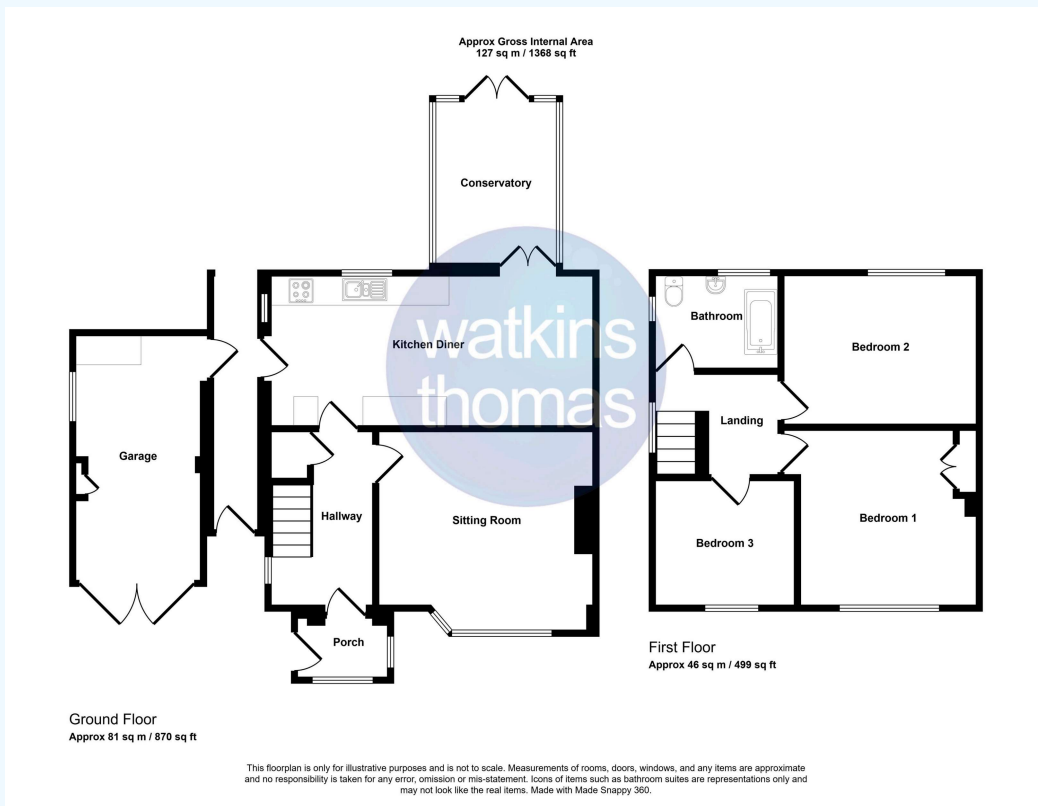 Approx Gross Internal Area
127 sq m / 1368 sq ft
Conservatory
watkins
thomas
Kitchen Diner
Bathroom
Bedroom 2
Landing
Garage
Hallway
Sitting Room
Bedroom 3
Bedroom 1
Porch
First Floor
Approx 46 sq m / 499 sq ft
Ground Floor
Approx 81 sq m / 870 sq ft
This floorplan is only for illustrative purposes and is not to scale. Measurements of rooms, doors, windows, and any items are approximate
and no responsibility is taken for any error, omission or mis-statement. Icons of items such as bathroom suites are representations only and
may not look like the real items. Made with Made Snappy 360.